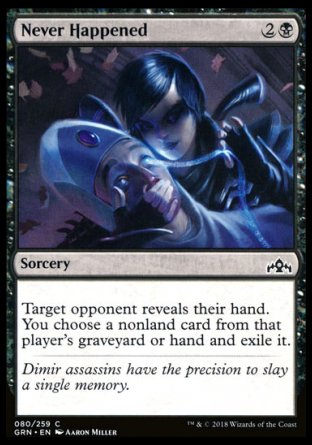 Never Happened 2
Sorcery
Target opponent reveals their hand.
You choose a nonland card from that
player's graveyard or hand and exile it.
Dimir assassins have the precision to slay
a single memory.
080/259 C
GRN • EN Aaron Miller
™ & © 2018 Wizards of the Coast